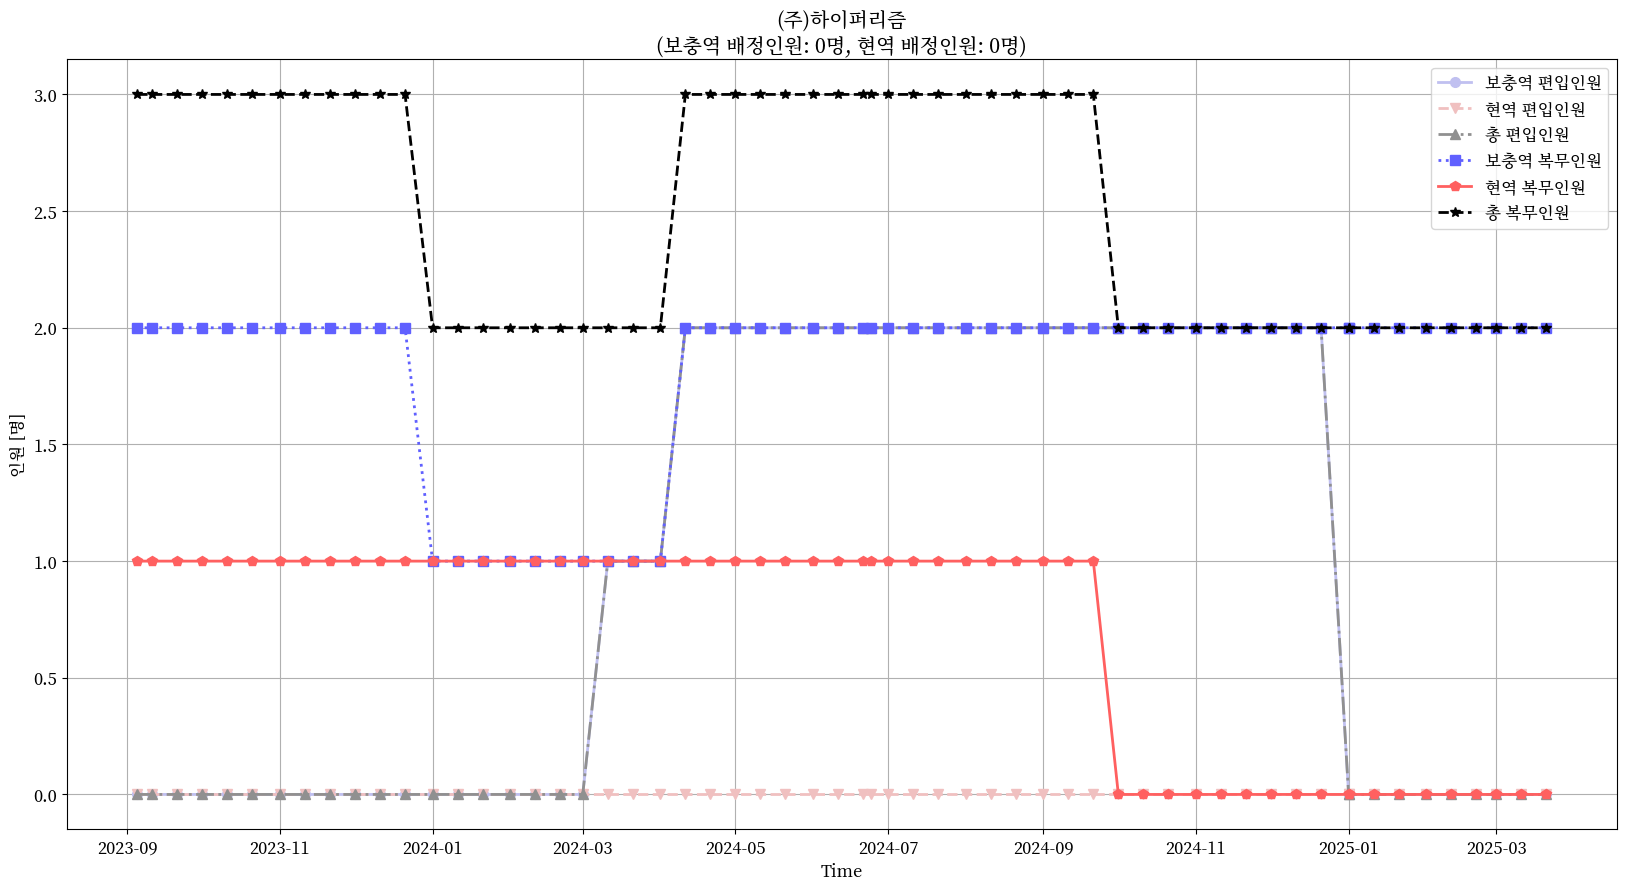 (주)하이퍼리즘
(보충역 배정인원: 0명, 현역 배정인원: 0명)
보충역 편입인원
현역 편입인원
총 편입인원
보충역 복무인원
현역 복무인원
총 복무인원
인원 [명]
3.0
2.5
2.0
1.5
1.0
0.5
0.0
2023-09 2023-11 2024-01 2024-03 2024-05 2024-07 2024-09 2024-11 2025-01 2025-03
Time